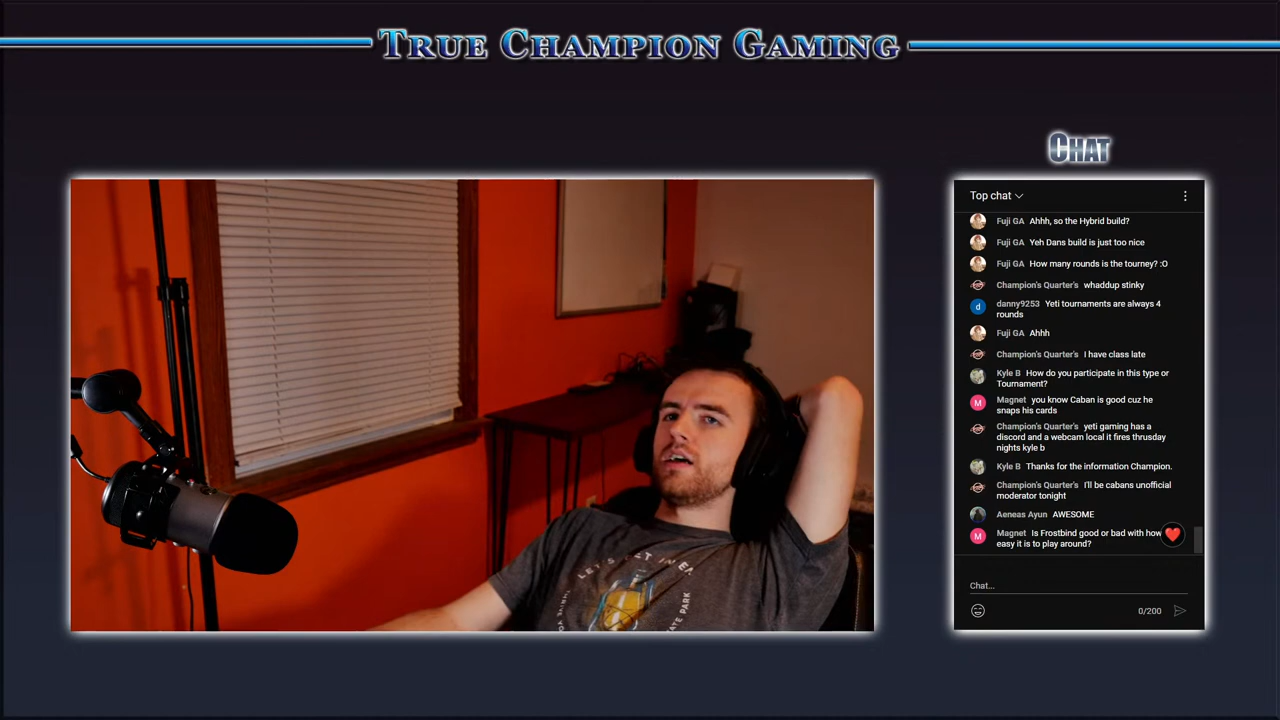 TRUE CHAMPION GAMING
CHAT
Top chat
Fuji GA Ahhh, so the Hybrid build?
Fuji GA Yeh Dans build is just too nice
Fuji GA How many rounds is the tourney? :O
Champion's Quarter's whaddup stinky
d danny9253 Yeti tournaments are always 4
rounds
Fuji GA Ahhh
Champion's Quarter's I have class late
Kyle B How do you participate in this type or
Tournament?
M Magnet you know Caban is good cuz he
snaps his cards
Champion's Quarter's yeti gaming has a
discord and a webcam local it fires thrusday
nights kyle b
Kyle B Thanks for the information Champion.
Champion's Quarter's I'll be cabans unofficial
moderator tonight
Aeneas Ayun AWESOME
M Magnet Is Frostbind good or bad with how
easy it is to play around?
Chat...
0/200
LET'S GET IN
STATE PARK